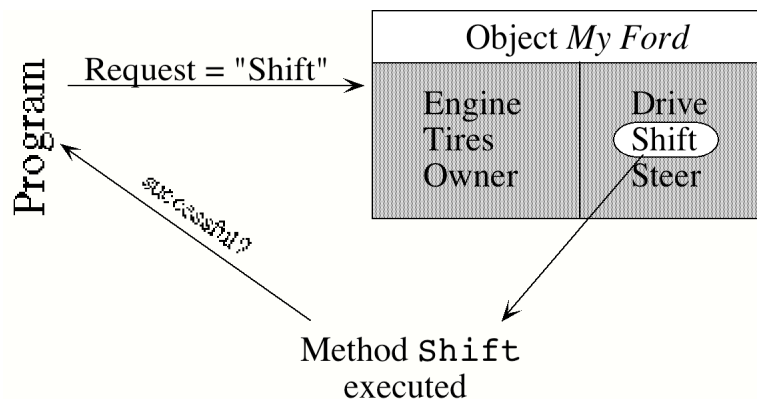 Object My Ford
Program
Request = "Shift"
Engine
Tires
Owner
Drive
Shift
Steer
successful?
Method Shift
executed